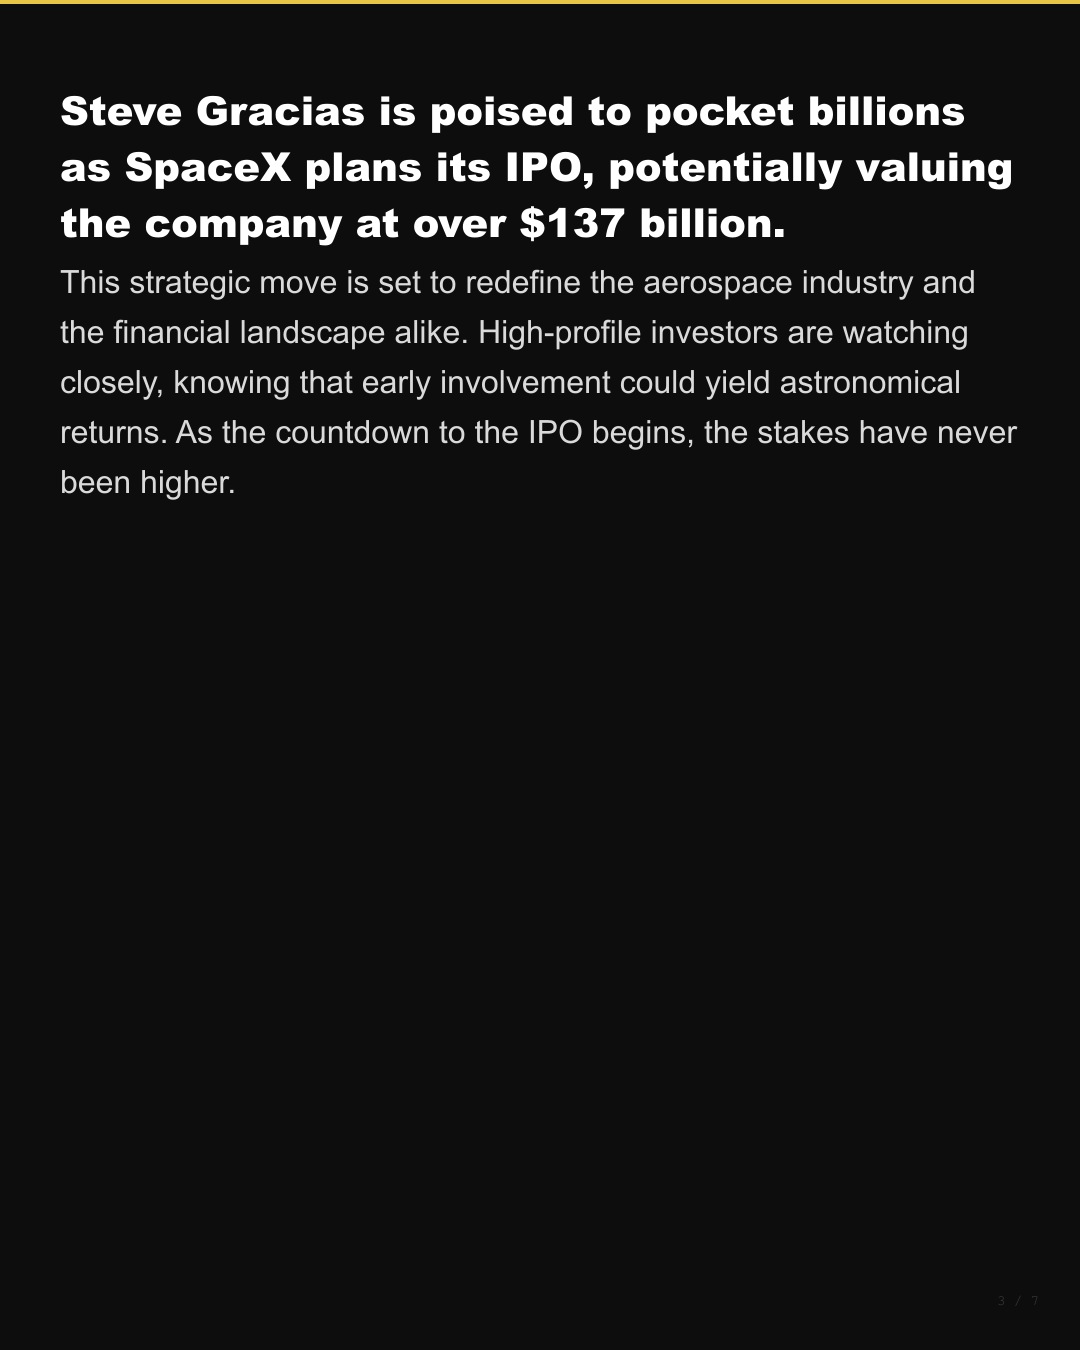 Steve Gracias is poised to pocket billions
as SpaceX plans its IPO, potentially valuing
the company at over $137 billion.
This strategic move is set to redefine the aerospace industry and
the financial landscape alike. High-profile investors are watching
closely, knowing that early involvement could yield astronomical
returns. As the countdown to the IPO begins, the stakes have never
been higher.
3 / 7